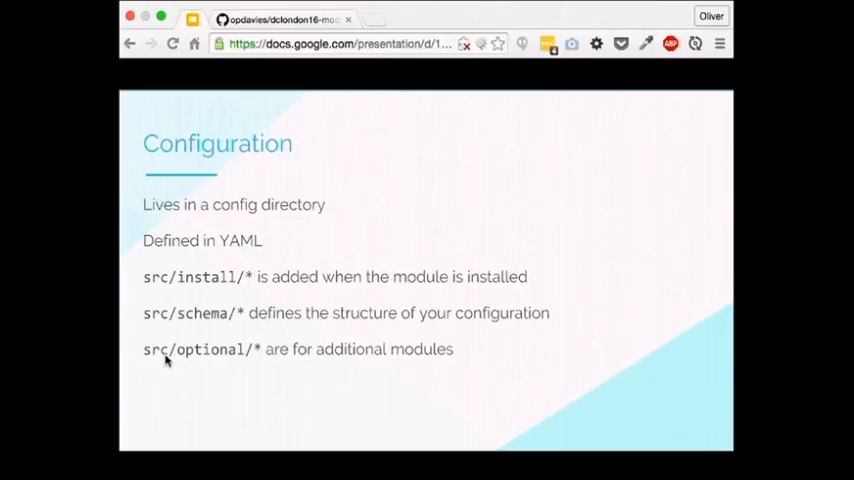 opdavies/dclondon16-mod
Oliver
https://docs.google.com/presentation/d/1...
4
ABP
Configuration
Lives in a config directory
Defined in YAML
src/install/* is added when the module is installed
src/schema/* defines the structure of your configuration
src/optional/* are for additional modules